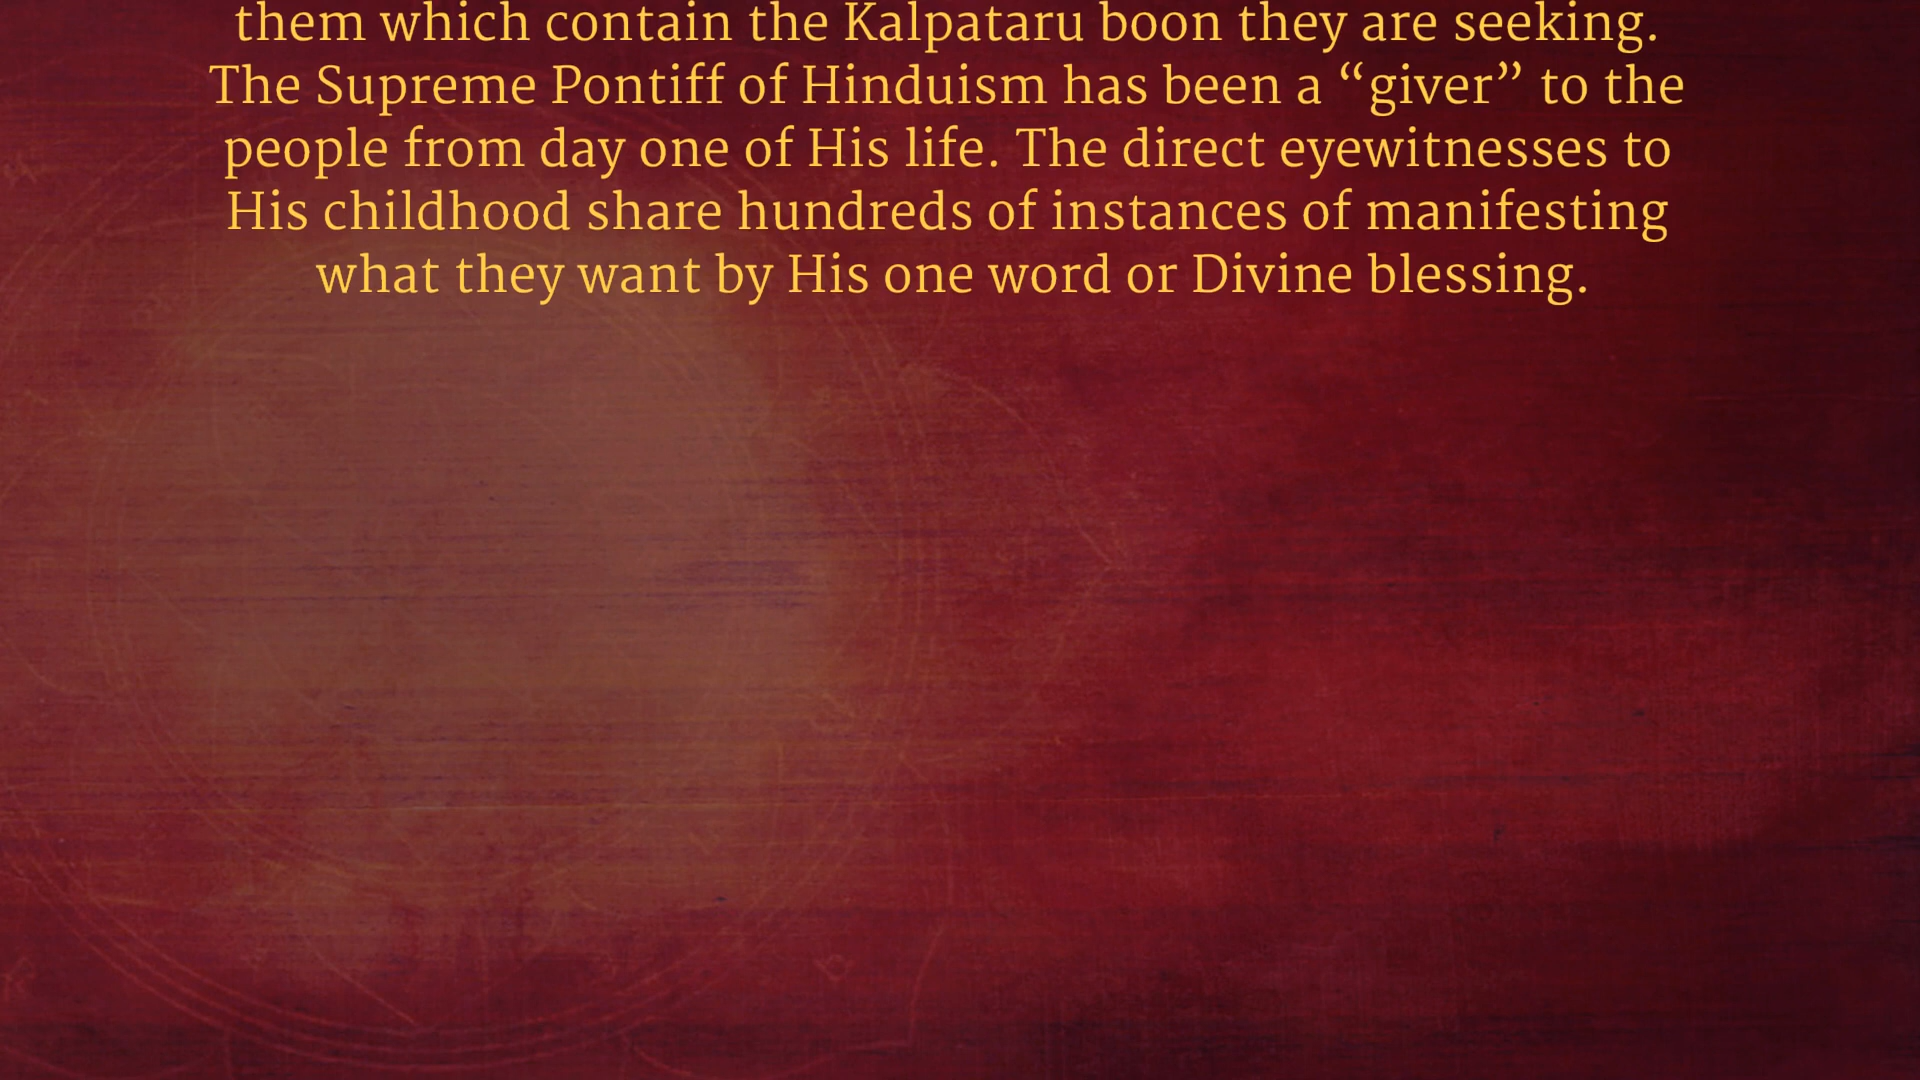 them which contain the Kalpataru boon they are seeking.
The Supreme Pontiff of Hinduism has been a “giver” to the
people from day one of His life. The direct eyewitnesses to
His childhood share hundreds of instances of manifesting
what they want by His one word or Divine blessing.